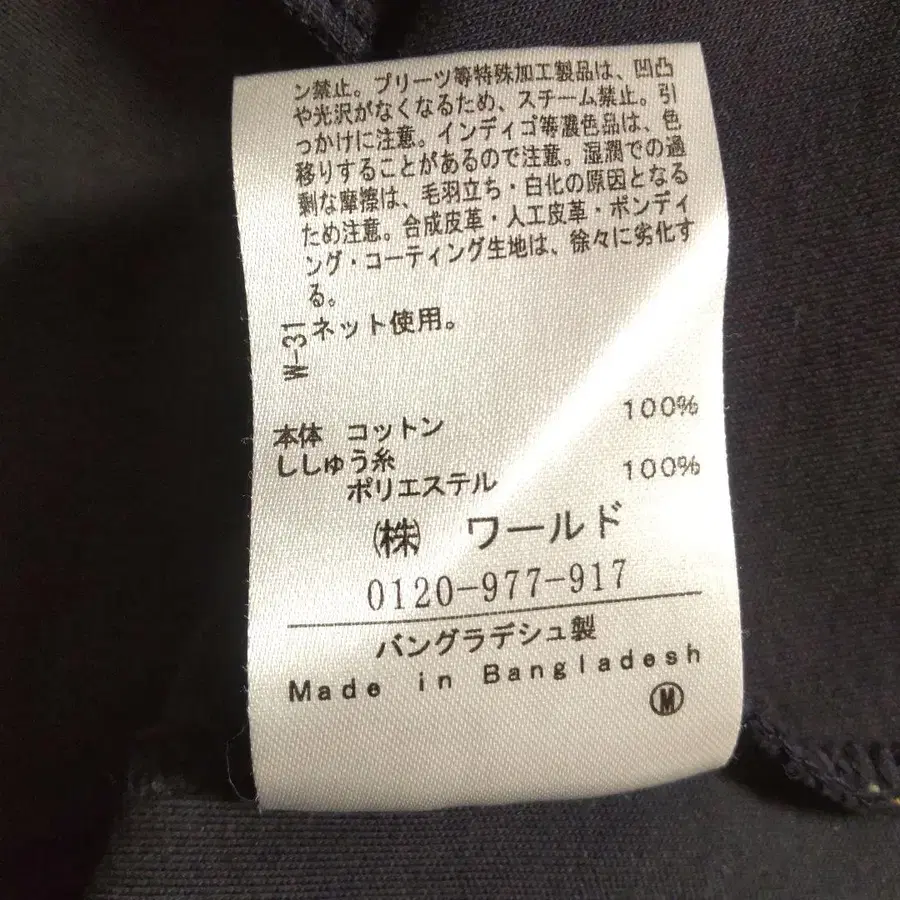 ン禁止。プリーツ等特殊加工製品は、凹凸
や光沢がなくなるため、スチーム禁止。引
っかけに注意。インディゴ等濃色品は、色
移りすることがあるので注意。湿潤での過
剰な摩擦は、毛羽立ち・白化の原因となる
ため注意。合成皮革・人工皮革・ボンディ
ング・コーティング生地は、徐々に劣化す
る。
ネット使用。
W-31
本体 コットン 100%
ししゅう糸
ポリエステル 100%
㈱ ワールド
0120-977-917
バングラデシュ製
Made in Bangladesh
Ⓜ